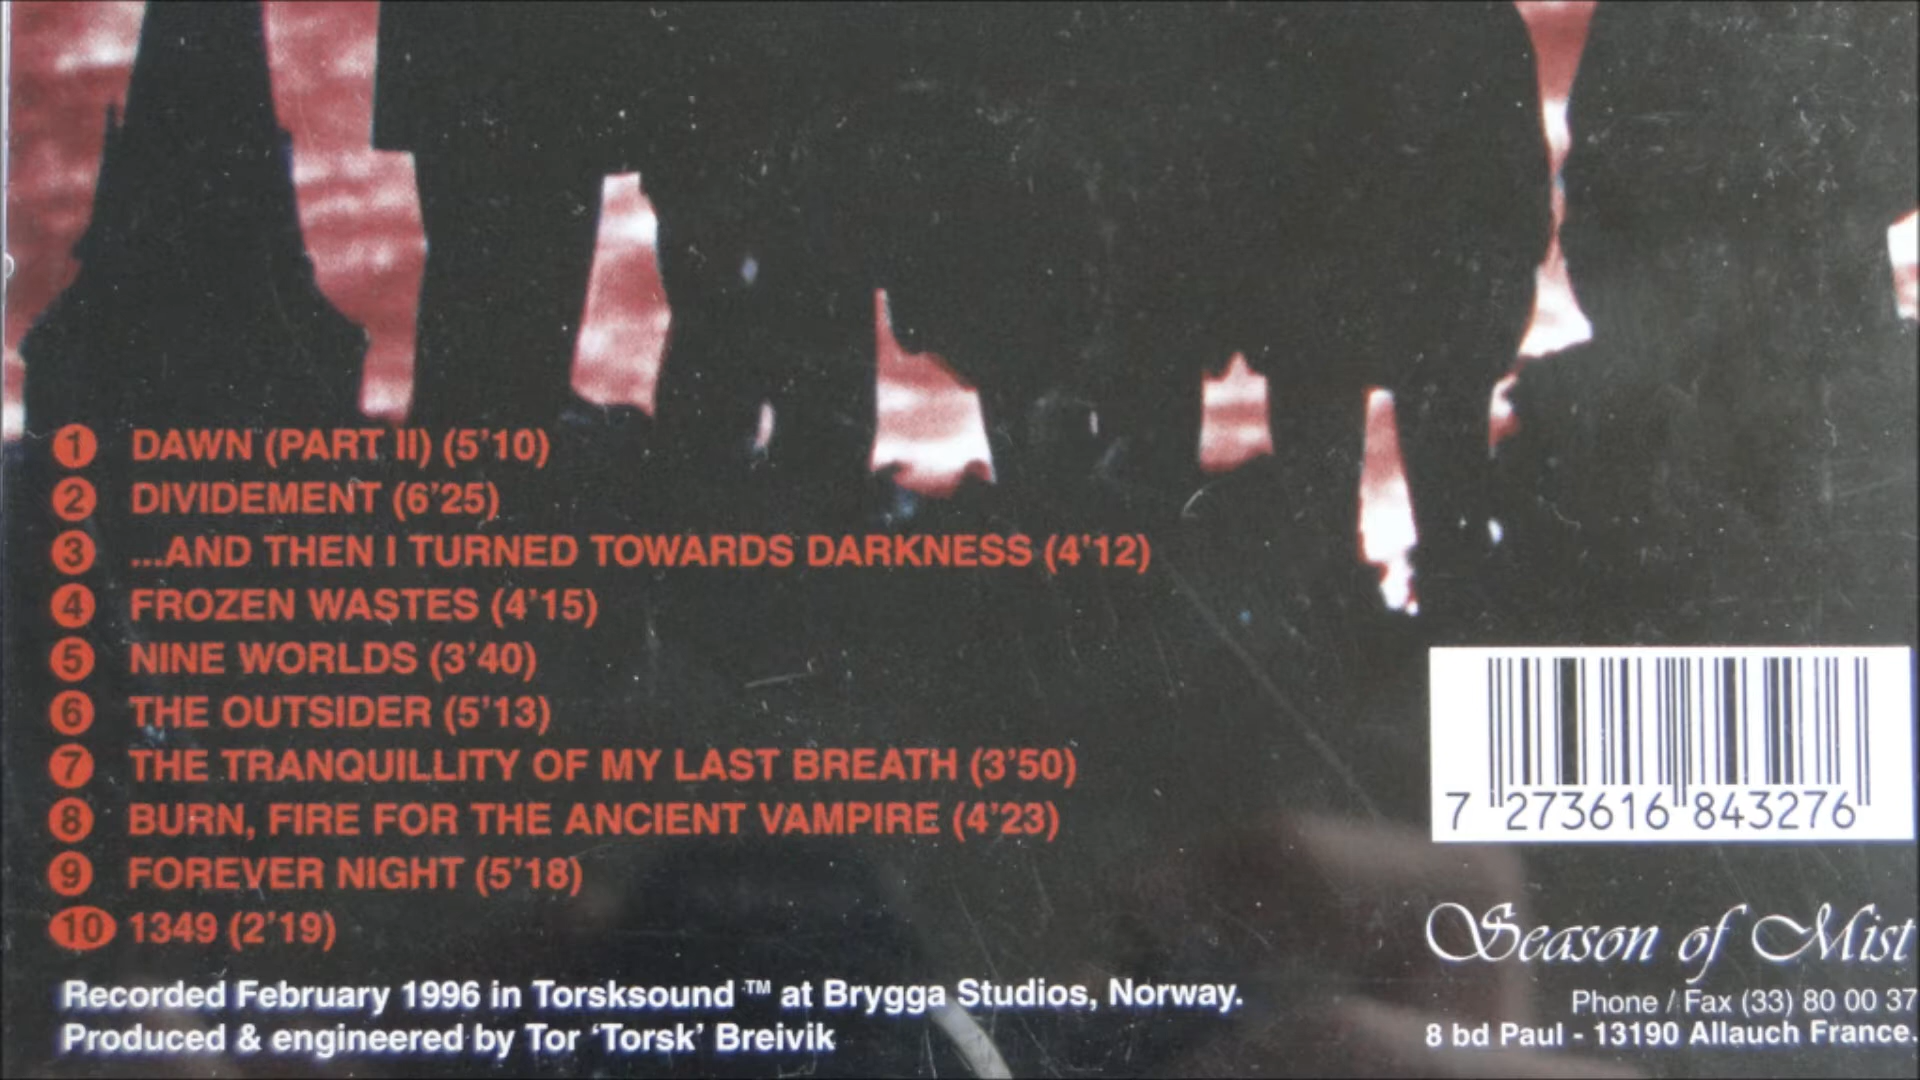 1 DAWN (PART II) (5'10)
2 DIVIDEMENT (6'25)
3 ...AND THEN I TURNED TOWARDS DARKNESS (4'12)
4 FROZEN WASTES (4'15)
5 NINE WORLDS (3'40)
6 THE OUTSIDER (5'13)
7 THE TRANQUILLITY OF MY LAST BREATH (3'50)
8 BURN, FIRE FOR THE ANCIENT VAMPIRE (4'23)
9 FOREVER NIGHT (5'18)
10 1349 (2'19)
Recorded February 1996 in Torsksound ™ at Brygga Studios, Norway.
Produced & engineered by Tor ‘Torsk’ Breivik
7 273616 843276
Season of Mist
Phone / Fax (33) 80 00 37
8 bd Paul - 13190 Allauch France.